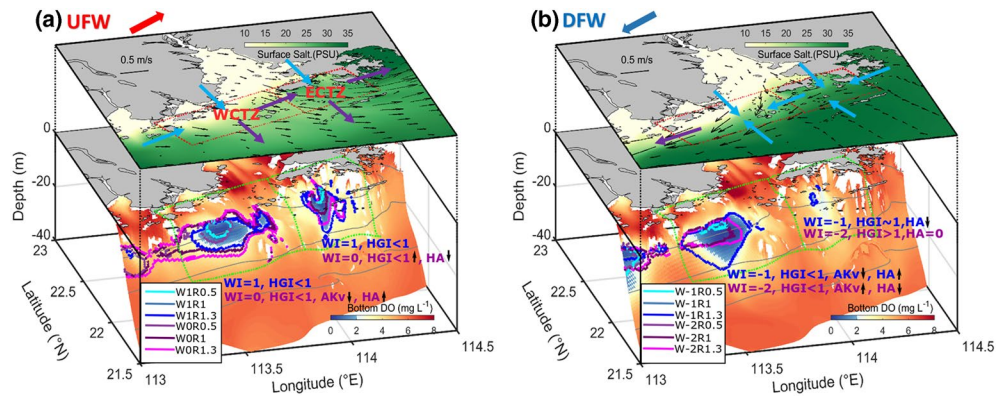 (a) UFW
10 15 20 25 30 35
Surface Salt.(PSU)
0.5 m/s
ECTZ
WCTZ
0
-20
-40
Depth (m)
WI=1, HGI<1
WI=0, HGI<1⬆, HA⬇
WI=1, HGI<1
WI=0, HGI<1, AKv⬇, HA⬆
W1R0.5
W1R1
W1R1.3
W0R0.5
W0R1
W0R1.3
Bottom DO (mg L⁻¹)
0 2 4 6 8
23
22.5
22
21.5
Latitude (°N)
113
113.5
114
114.5
Longitude (°E)
(b) DFW
10 15 20 25 30 35
Surface Salt.(PSU)
0.5 m/s
0
-20
-40
Depth (m)
WI=-1, HGI~1,HA⬇
WI=-2, HGI>1,HA=0
WI=-1, HGI<1, AKv⬇, HA⬆
WI=-2, HGI<1, AKv⬆, HA⬇
W-1R0.5
W-1R1
W-1R1.3
W-2R0.5
W-2R1
W-2R1.3
Bottom DO (mg L⁻¹)
0 2 4 6 8
23
22.5
22
21.5
Latitude (°N)
113
113.5
114
114.5
Longitude (°E)